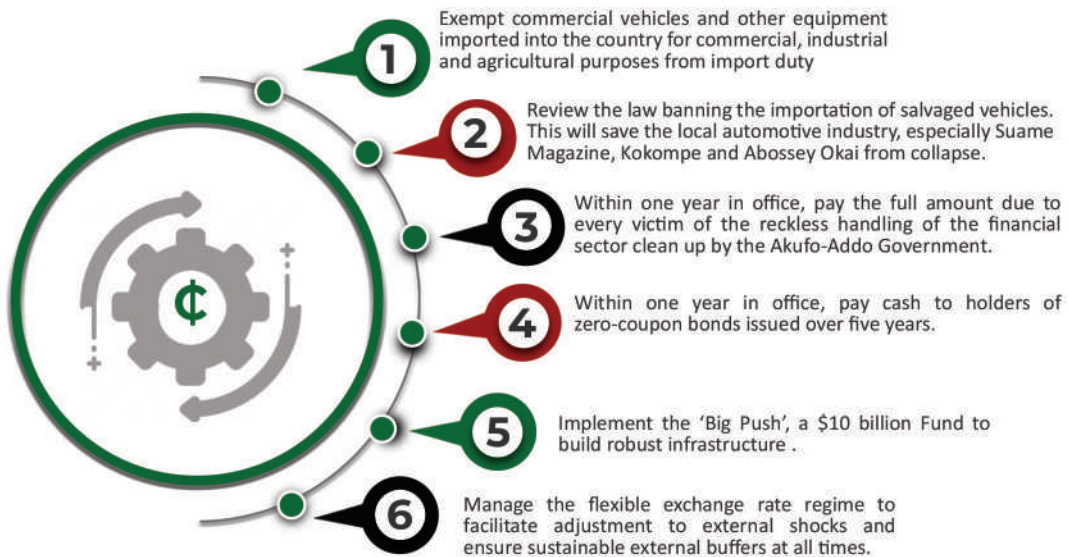 1
Exempt commercial vehicles and other equipment
imported into the country for commercial, industrial
and agricultural purposes from import duty
2
Review the law banning the importation of salvaged vehicles.
This will save the local automotive industry, especially Suame
Magazine, Kokompe and Abossey Okai from collapse.
3
Within one year in office, pay the full amount due to
every victim of the reckless handling of the financial
sector clean up by the Akufo-Addo Government.
4
Within one year in office, pay cash to holders of
zero-coupon bonds issued over five years.
5
Implement the ‘Big Push’, a $10 billion Fund to
build robust infrastructure .
6
Manage the flexible exchange rate regime to
facilitate adjustment to external shocks and
ensure sustainable external buffers at all times.
₵